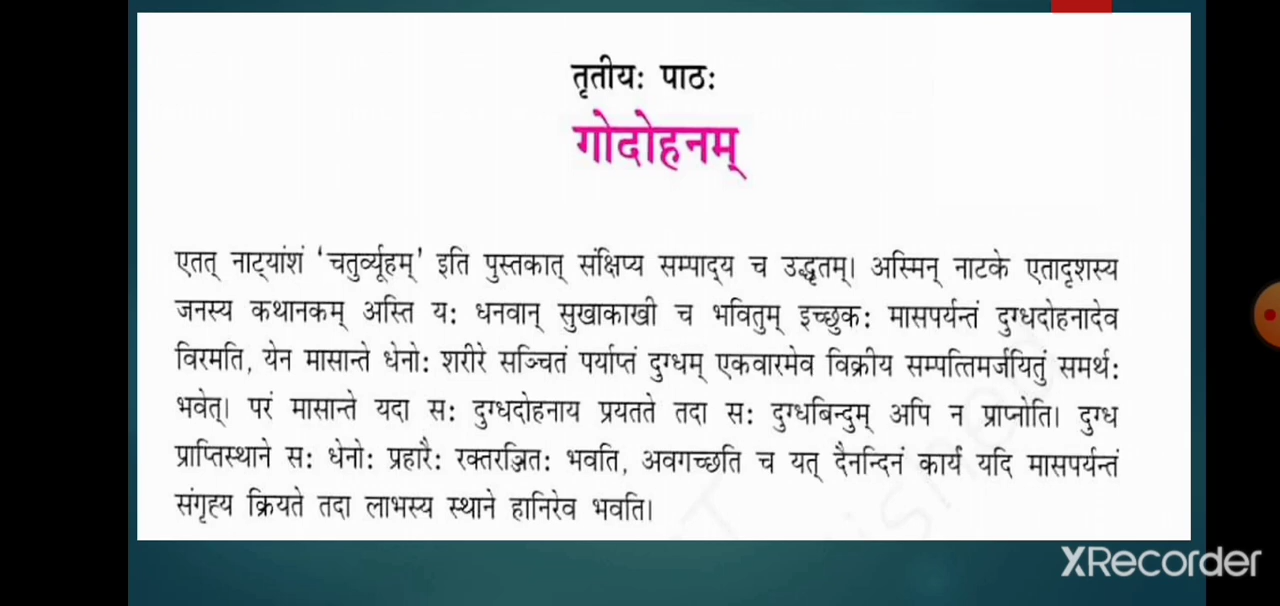 तृतीयः पाठः
गोदोहनम्
एतत् नाट्यांशं ‘चतुर्व्यूहम्’ इति पुस्तकात् संक्षिप्य सम्पाद्य च उद्धृतम्। अस्मिन् नाटके एतादृशस्य
जनस्य कथानकम् अस्ति यः धनवान् सुखाकाखी च भवितुम् इच्छुकः मासपर्यन्तं दुग्धदोहनादेव
विरमति, येन मासान्ते धेनोः शरीरे सञ्चितं पर्याप्तं दुग्धम् एकवारमेव विक्रीय सम्पत्तिमर्जयितुं समर्थः
भवेत्। परं मासान्ते यदा सः दुग्धदोहनाय प्रयतते तदा सः दुग्धबिन्दुम् अपि न प्राप्नोति। दुग्ध
प्राप्तिस्थाने सः धेनोः प्रहारैः रक्तरञ्जितः भवति, अवगच्छति च यत् दैनन्दिनं कार्यं यदि मासपर्यन्तं
संगृह्य क्रियते तदा लाभस्य स्थाने हानिरेव भवति।
XRecorder